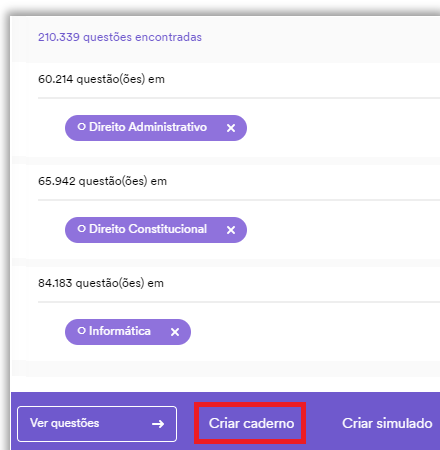 210.339 questões encontradas
60.214 questão(ões) em
Direito Administrativo ×
65.942 questão(ões) em
Direito Constitucional ×
84.183 questão(ões) em
Informática ×
Ver questões → Criar caderno Criar simulado